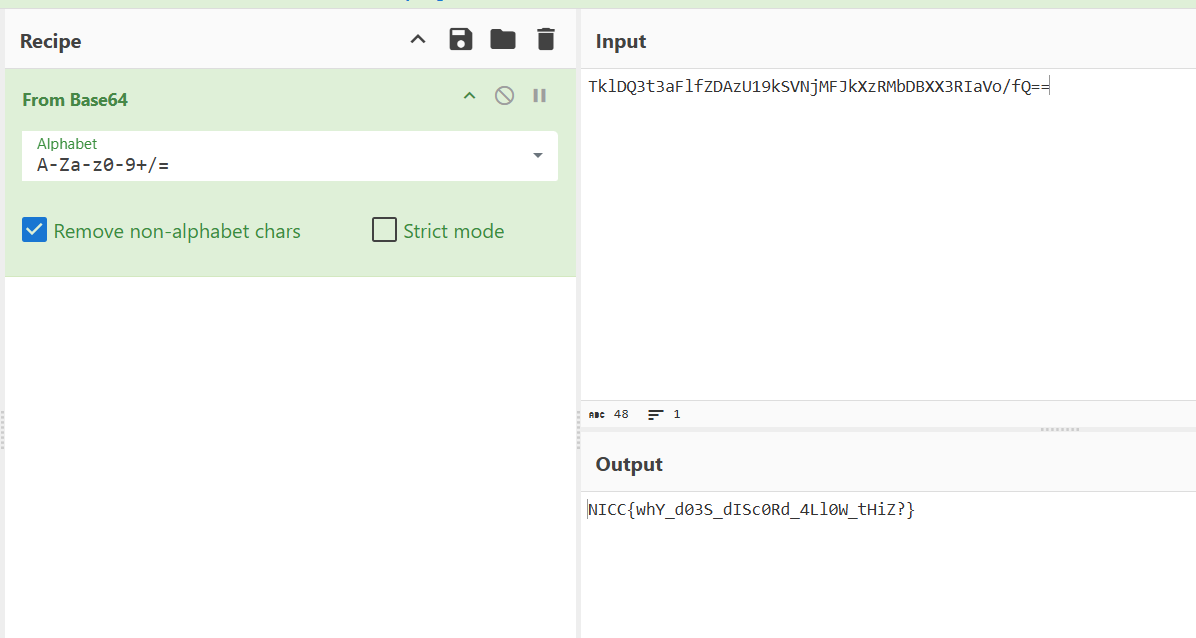 Recipe
From Base64
Alphabet
A-Za-z0-9+/=
Remove non-alphabet chars
Strict mode
Input
TklDQ3t3aFlfZDAzU19kSVNjMFJkXzRMbDBXX3RIaVo/fQ==
ABC 48 1
Output
NICC{whY_d03S_dISc0Rd_4Ll0W_tHiZ?}